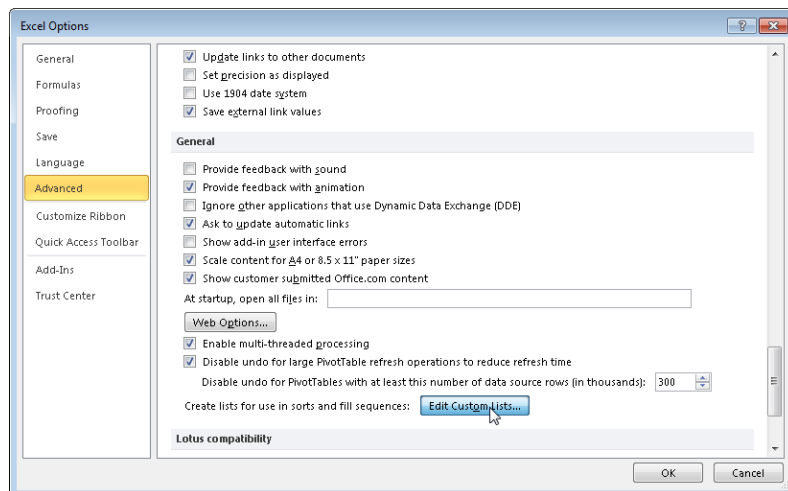 Excel Options
General
Formulas
Proofing
Save
Language
Advanced
Customize Ribbon
Quick Access Toolbar
Add-Ins
Trust Center
Update links to other documents
Set precision as displayed
Use 1904 date system
Save external link values
General
Provide feedback with sound
Provide feedback with animation
Ignore other applications that use Dynamic Data Exchange (DDE)
Ask to update automatic links
Show add-in user interface errors
Scale content for A4 or 8.5 x 11" paper sizes
Show customer submitted Office.com content
At startup, open all files in:
Web Options...
Enable multi-threaded processing
Disable undo for large PivotTable refresh operations to reduce refresh time
Disable undo for PivotTables with at least this number of data source rows (in thousands): 300
Create lists for use in sorts and fill sequences: Edit Custom Lists...
Lotus compatibility
OK Cancel